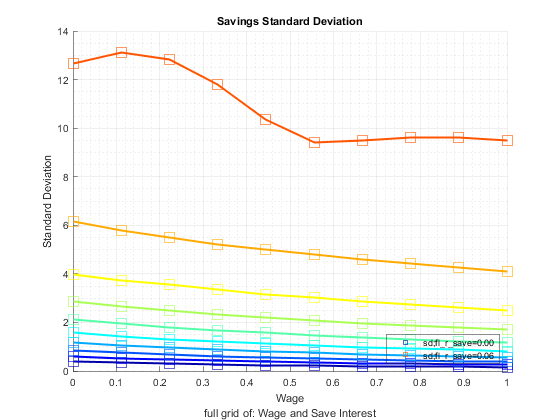 Savings Standard Deviation
14
12
10
8
6
4
2
0
Standard Deviation
0 0.1 0.2 0.3 0.4 0.5 0.6 0.7 0.8 0.9 1
Wage
full grid of: Wage and Save Interest
sd;fl_r_save=0.00
sd;fl_r_save=0.06